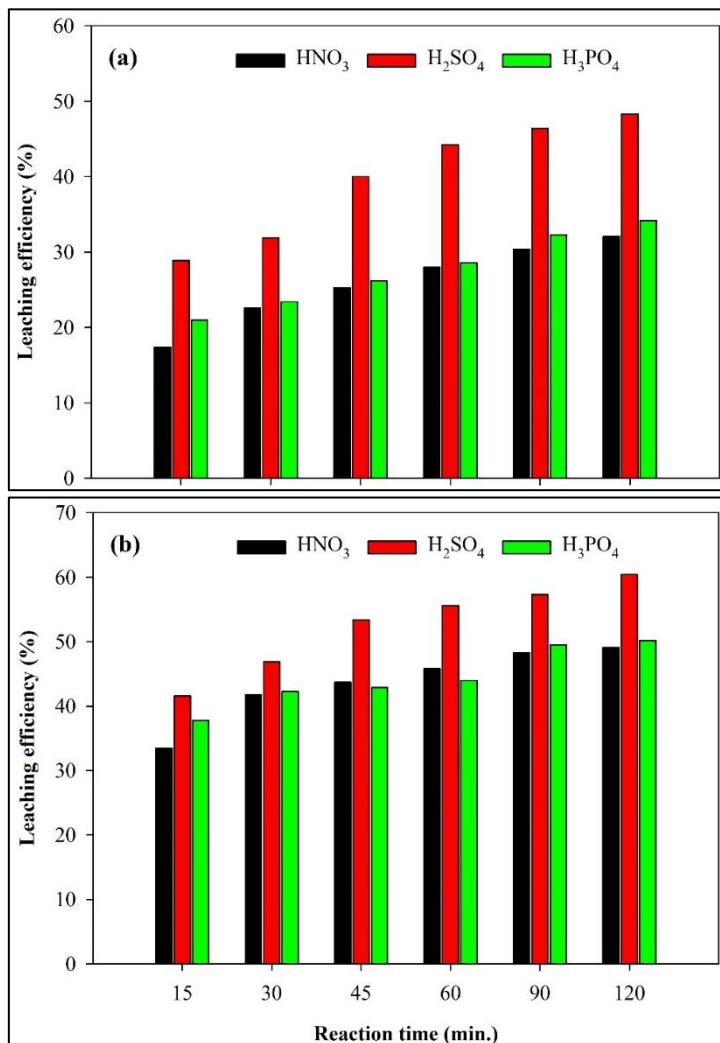 (a)
HNO₃ H₂SO₄ H₃PO₄
Leaching efficiency (%)
60
50
40
30
20
10
0
(b)
HNO₃ H₂SO₄ H₃PO₄
Leaching efficiency (%)
70
60
50
40
30
20
10
0
15 30 45 60 90 120
Reaction time (min.)